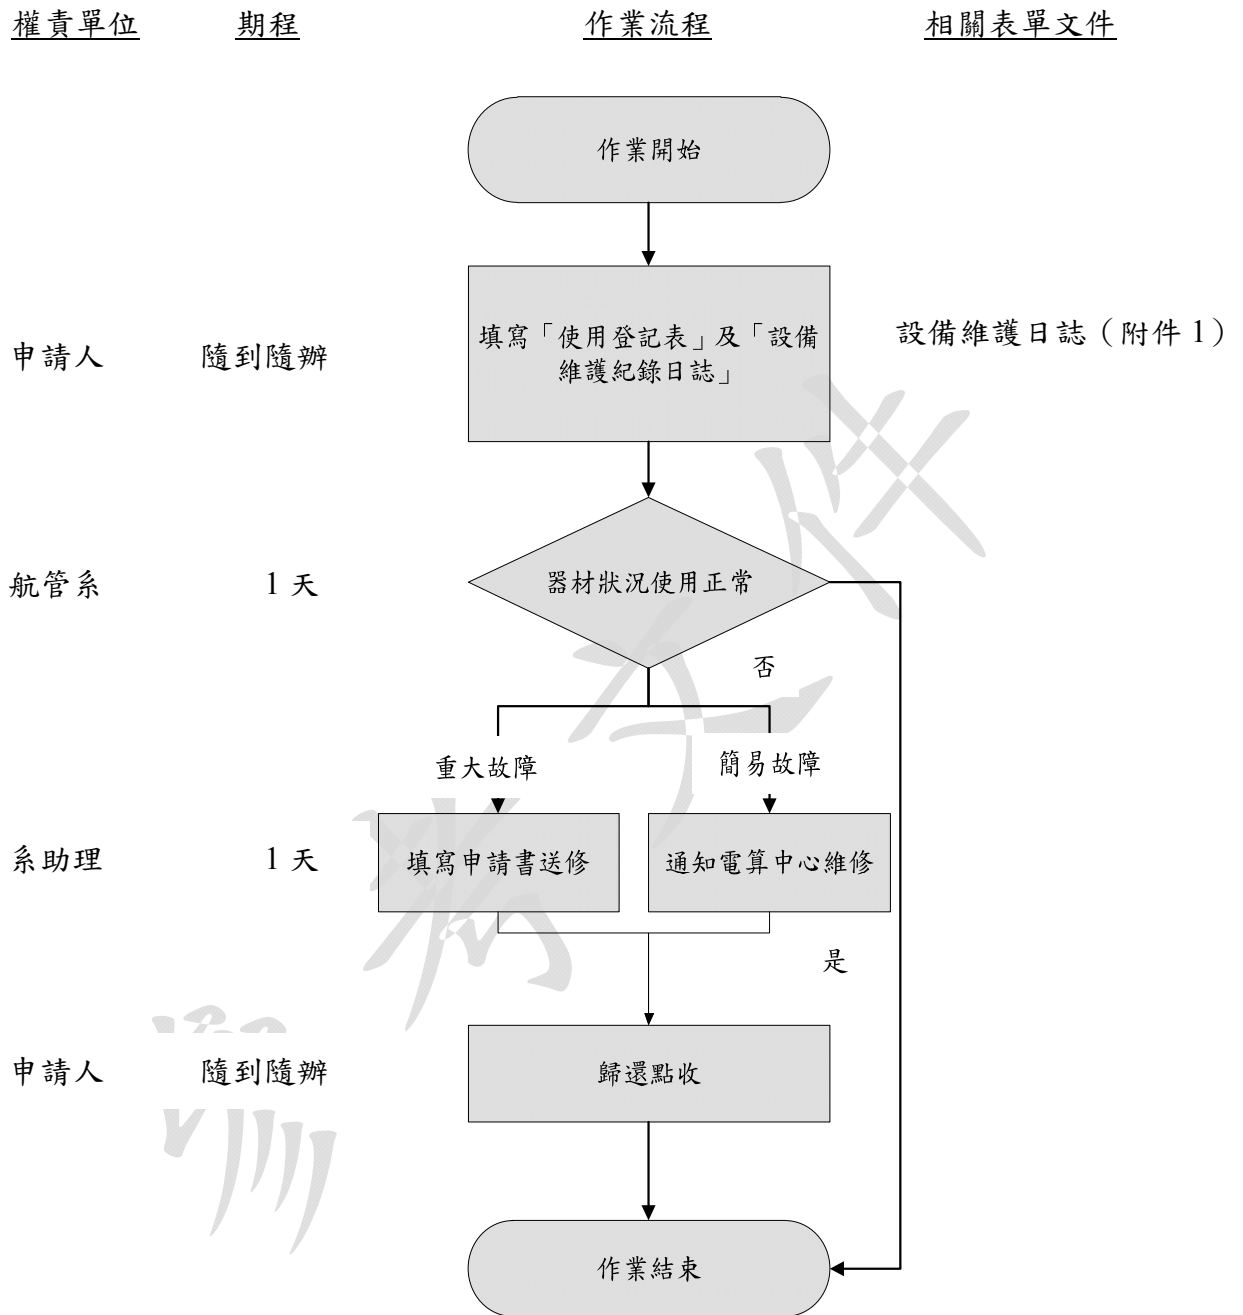 權責單位 期程 作業流程 相關表單文件
作業開始
申請人 隨到隨辦 填寫「使用登記表」及「設備
維護紀錄日誌」
設備維護日誌（附件 1）
航管系 1 天 器材狀況使用正常
否
重大故障 簡易故障
系助理 1 天 填寫申請書送修 通知電算中心維修
是
申請人 隨到隨辦 歸還點收
作業結束